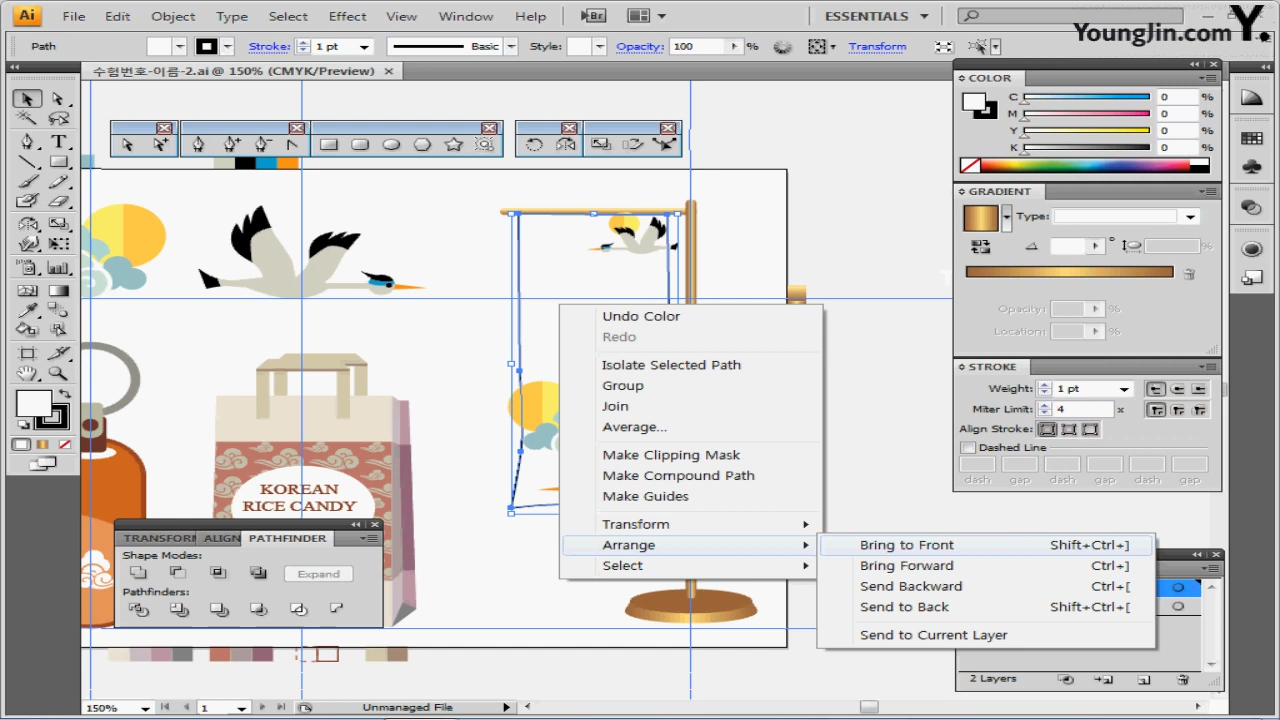 Ai File Edit Object Type Select Effect View Window Help Br ESSENTIALS
YoungJin.com Y.
Path Stroke: 1 pt Basic Style: Opacity: 100 % Transform
수험번호-이름-2.ai @ 150% (CMYK/Preview) ×
COLOR
C 0 %
M 0 %
Y 0 %
K 0 %
GRADIENT
Type:
° %
Opacity: %
Location: %
STROKE
Weight: 1 pt
Miter Limit: 4 x
Align Stroke:
Dashed Line
dash gap dash gap dash gap
Undo Color
Redo
Isolate Selected Path
Group
Join
Average...
Make Clipping Mask
Make Compound Path
Make Guides
Transform
Arrange
Select
Bring to Front Shift+Ctrl+]
Bring Forward Ctrl+]
Send Backward Ctrl+[
Send to Back Shift+Ctrl+[
Send to Current Layer
KOREAN
RICE CANDY
TRANSFORM ALIGN PATHFINDER
Shape Modes:
Expand
Pathfinders:
2 Layers
150% 1 Unmanaged File